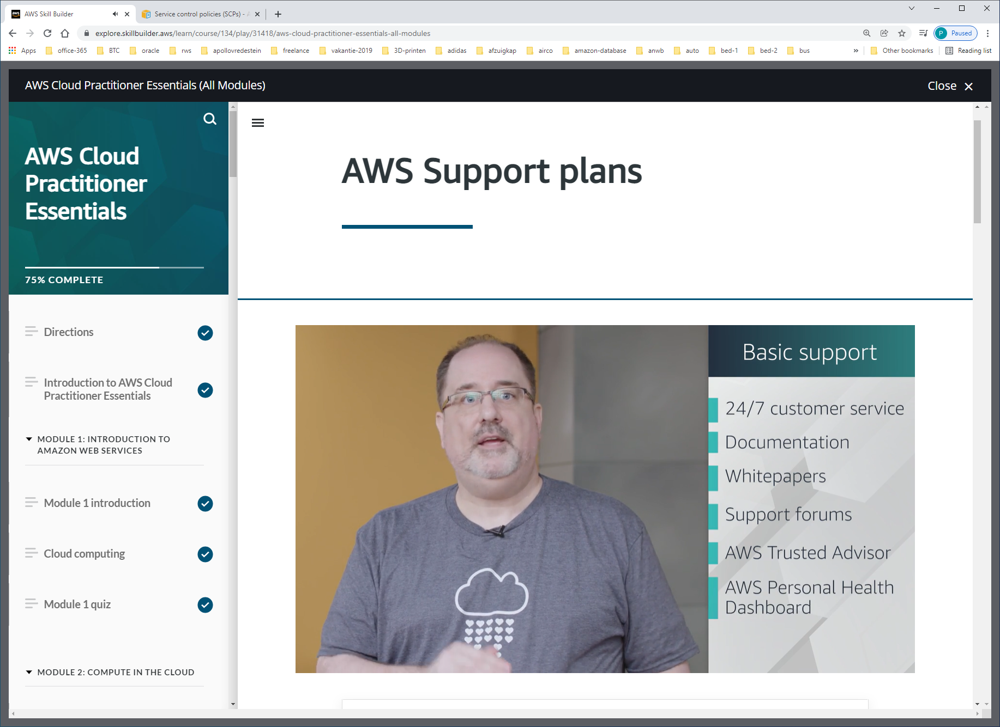 aws
AWS Skill Builder
Service control policies (SCPs) - A
explore.skillbuilder.aws/learn/course/134/play/31418/aws-cloud-practitioner-essentials-all-modules
P Paused
Apps office-365 BTC oracle rws apollovredestein freelance vakantie-2019 3D-printen adidas afzuigkap airco amazon-database anwb auto bed-1 bed-2 bus » Other bookmarks Reading list
AWS Cloud Practitioner Essentials (All Modules)
Close
AWS Cloud
Practitioner
Essentials
75% COMPLETE
Directions
Introduction to AWS Cloud
Practitioner Essentials
MODULE 1: INTRODUCTION TO
AMAZON WEB SERVICES
Module 1 introduction
Cloud computing
Module 1 quiz
MODULE 2: COMPUTE IN THE CLOUD
AWS Support plans
Basic support
24/7 customer service
Documentation
Whitepapers
Support forums
AWS Trusted Advisor
AWS Personal Health
Dashboard